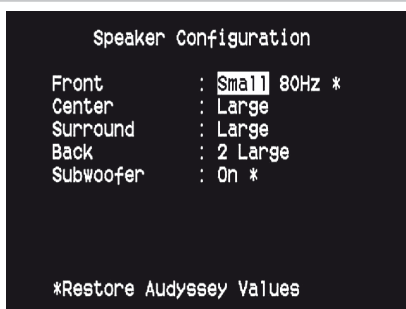 Speaker Configuration
Front : Small 80Hz *
Center : Large
Surround : Large
Back : 2 Large
Subwoofer : On *
*Restore Audyssey Values